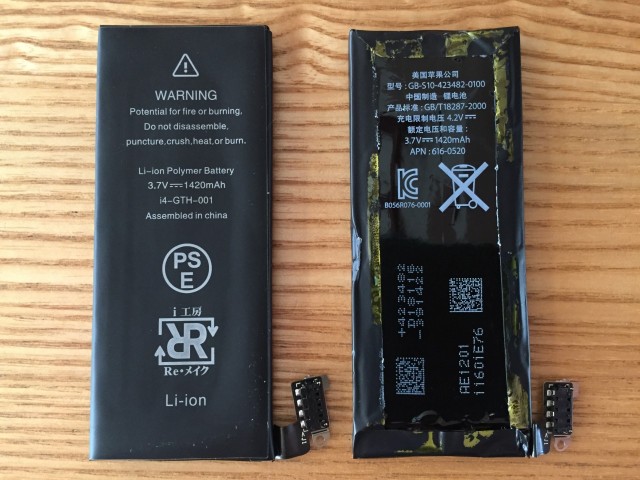 WARNING
Potential for fire or burning.
Do not disassemble,
puncture,crush,heat,or burn.
Li-ion Polymer Battery
3.7V⎓1420mAh
i4-GTH-001
Assembled in china
PS
E
i工房
RR
Re・メイク
Li-ion
美国苹果公司
型号 : GB-S10-423482-0100
中国制造 锂电池
产品标准 : GB/T18287-2000
充电限制电压 4.2V⎓
额定电压和容量 :
3.7V⎓1420mAh
APN : 616-0520
B056R076-0001
+423482
-391422
AE1201